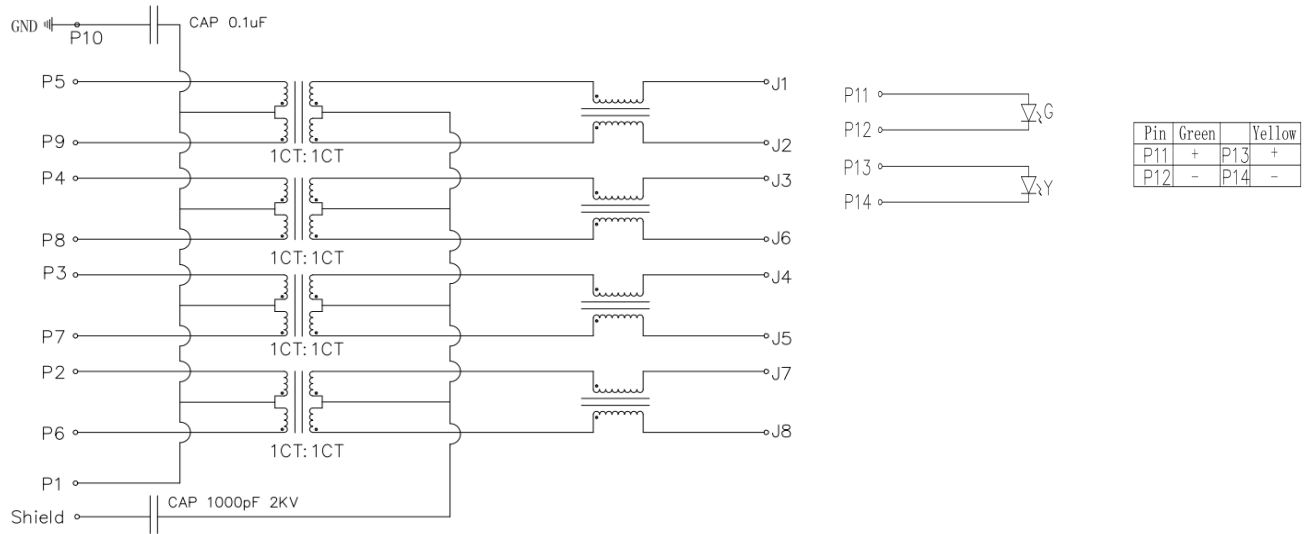 GND
P10
CAP 0.1uF
P5
J1
P9
J2
1CT:1CT
P4
J3
P8
J6
1CT:1CT
P3
J4
P7
J5
1CT:1CT
P2
J7
P6
J8
1CT:1CT
P1
CAP 1000pF 2KV
Shield
P11
G
P12
P13
Y
P14
Pin Green Yellow
P11 + P13 +
P12 - P14 -